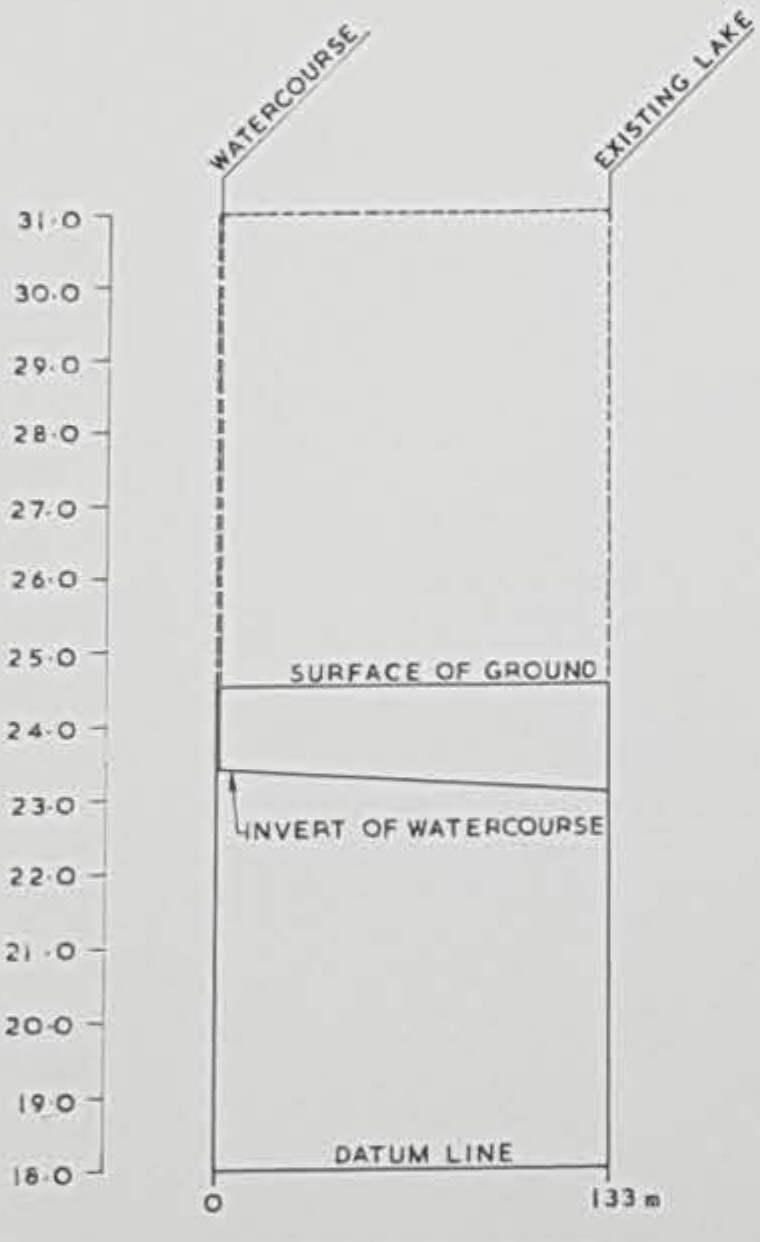 WATERCOURSE
EXISTING LAKE
31·0
30·0
29·0
28·0
27·0
26·0
25·0
SURFACE OF GROUND
24·0
23·0
INVERT OF WATERCOURSE
22·0
21·0
20·0
19·0
DATUM LINE
18·0
0
133 m